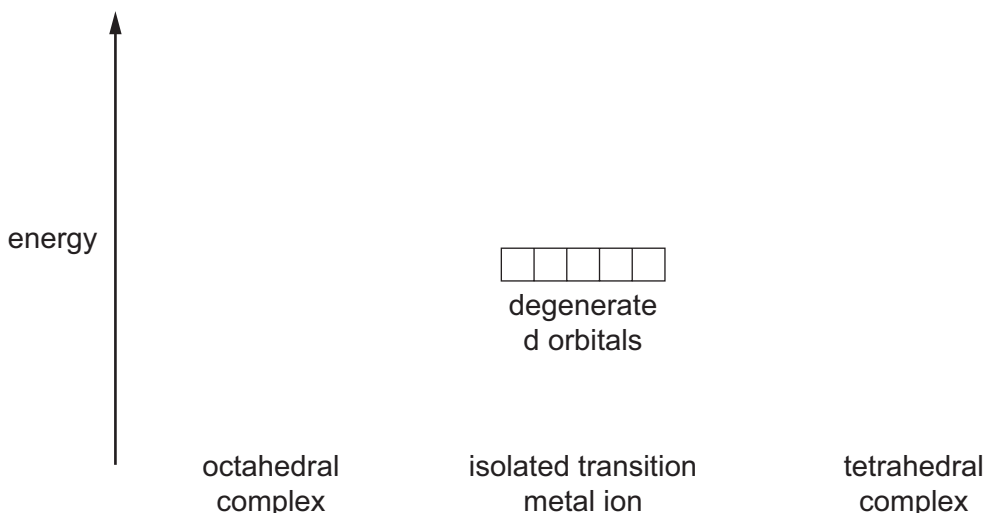 energy
degenerate
d orbitals
octahedral
complex
isolated transition
metal ion
tetrahedral
complex